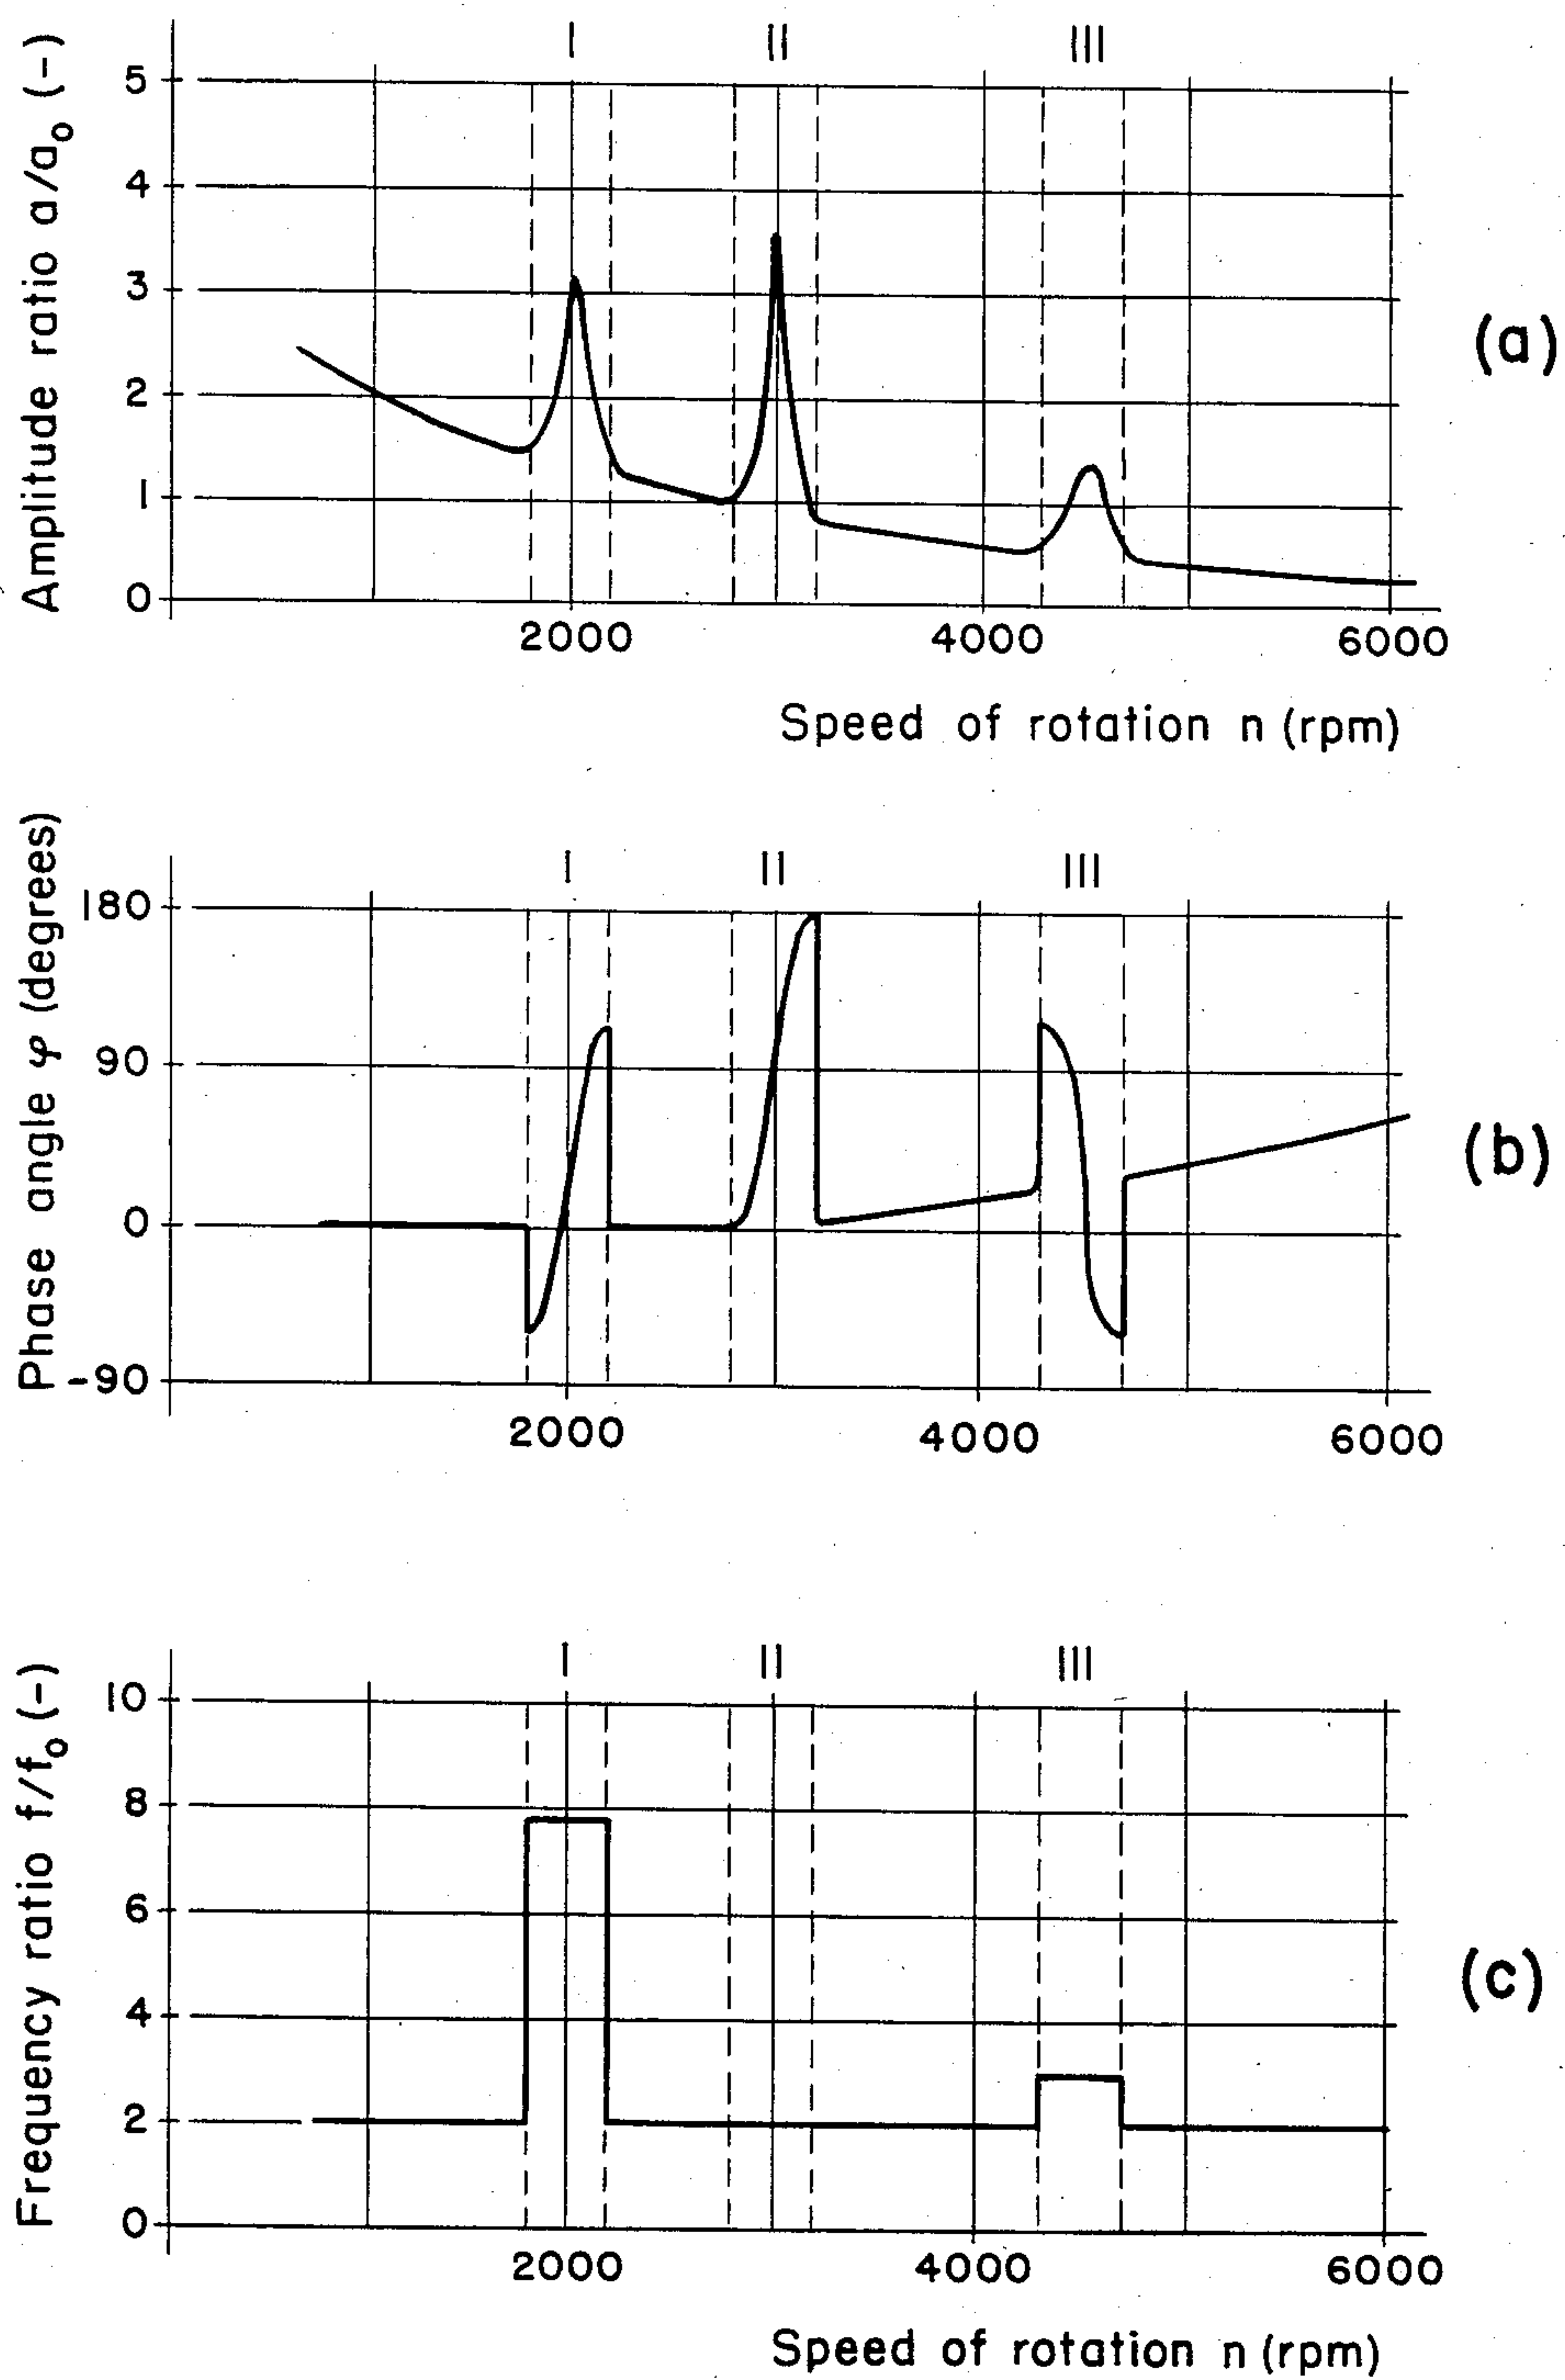 I II III
Amplitude ratio a/a₀ (-)
5
4
3
2
1
0
2000 4000 6000
Speed of rotation n (rpm)
(a)
I II III
Phase angle φ (degrees)
180
90
0
-90
2000 4000 6000
(b)
I II III
Frequency ratio f/f₀ (-)
10
8
6
4
2
0
2000 4000 6000
Speed of rotation n (rpm)
(c)